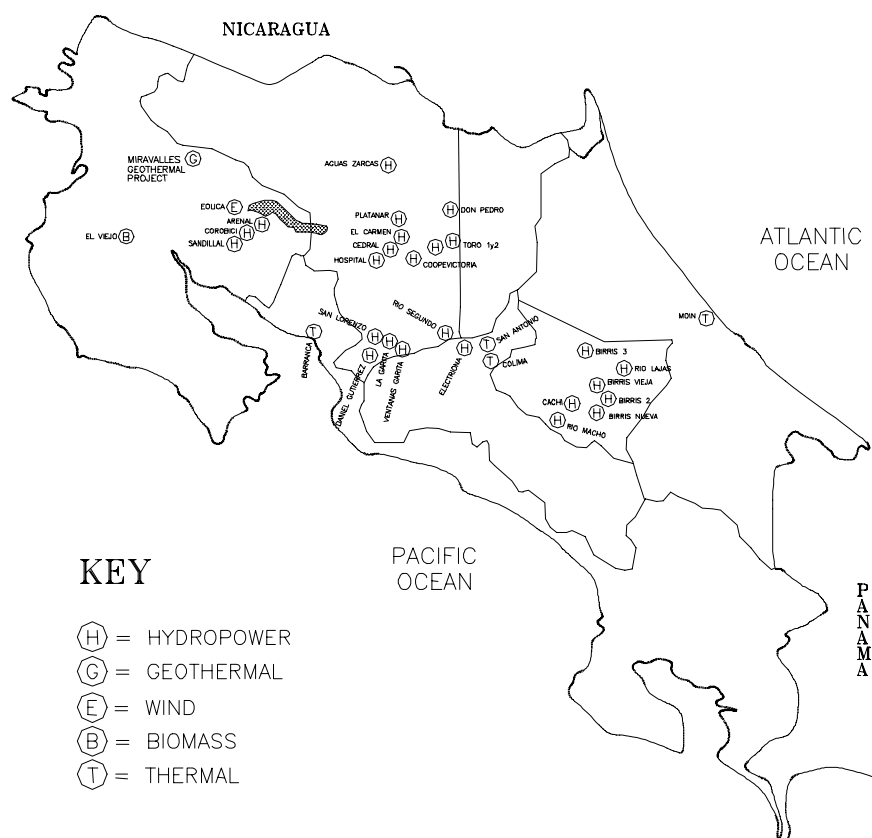 NICARAGUA
MIRAVALLES
GEOTHERMAL
PROJECT
G
AGUAS ZARCAS H
EOLICA E
ARENAL H
COROBICI H
SANDILLAL H
EL VIEJO B
PLATANAR H
EL CARMEN H
CEDRAL H
HOSPITAL H
H DON PEDRO
H H TORO 1y2
H COOPEVICTORIA
ATLANTIC
OCEAN
MOIN T
RIO SEGUNDO H
SAN LORENZO H
T BARRANCA
H DANIEL GUTIERREZ
H LA GARITA
H VENTANAS GARITA
H ELECTRIONA
T SAN ANTONIO
T COLIMA
H BIRRIS 3
H RIO LAJAS
H BIRRIS VIEJA
H BIRRIS 2
CACHI H
H BIRRIS NUEVA
H RIO MACHO
PACIFIC
OCEAN
PANAMA
KEY
H = HYDROPOWER
G = GEOTHERMAL
E = WIND
B = BIOMASS
T = THERMAL